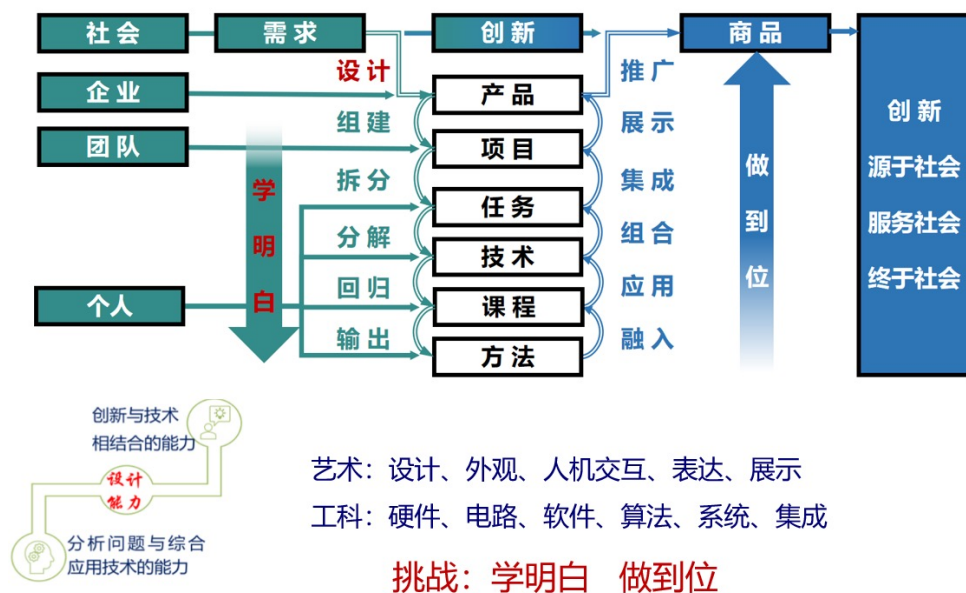 社会
需求
创新
商品
设计
推广
企业
产品
组建
展示
团队
项目
拆分
集成
任务
分解
组合
技术
回归
应用
个人
课程
输出
融入
方法
学
明
白
做
到
位
创新
源于社会
服务社会
终于社会
创新与技术
相结合的能力
设计
能力
分析问题与综合
应用技术的能力
艺术：设计、外观、人机交互、表达、展示
工科：硬件、电路、软件、算法、系统、集成
挑战：学明白 做到位